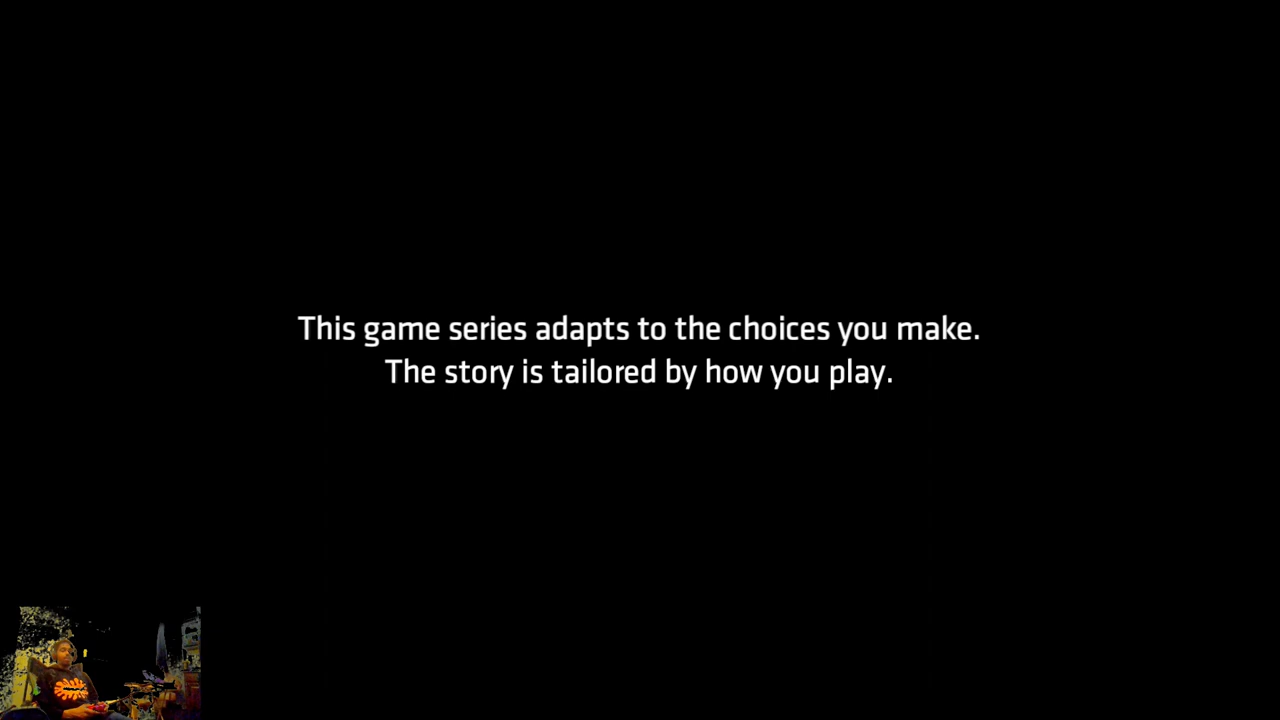 This game series adapts to the choices you make.
The story is tailored by how you play.